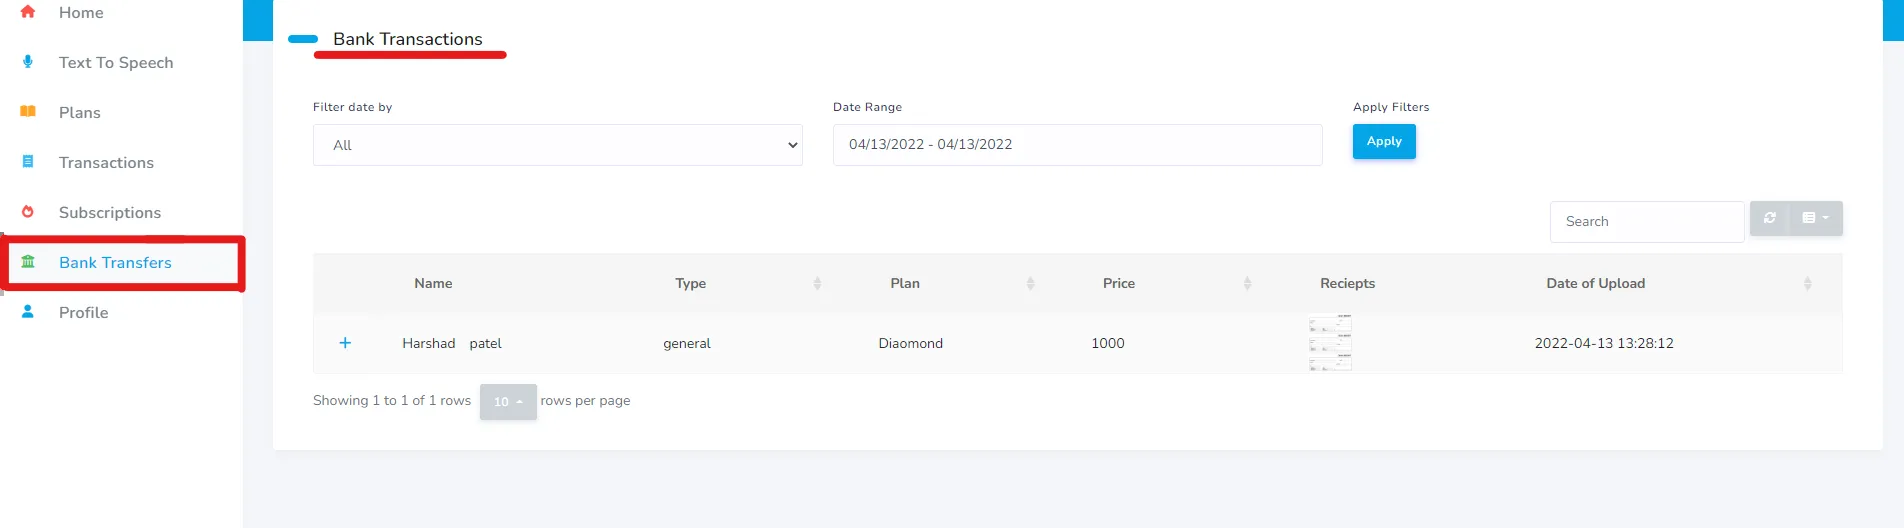 Home
Text To Speech
Plans
Transactions
Subscriptions
Bank Transfers
Profile
Bank Transactions
Filter date by
Date Range
Apply Filters
All
04/13/2022 - 04/13/2022
Apply
Search
Name Type Plan Price Reciepts Date of Upload
+ Harshad patel general Diaomond 1000 2022-04-13 13:28:12
Showing 1 to 1 of 1 rows 10 rows per page